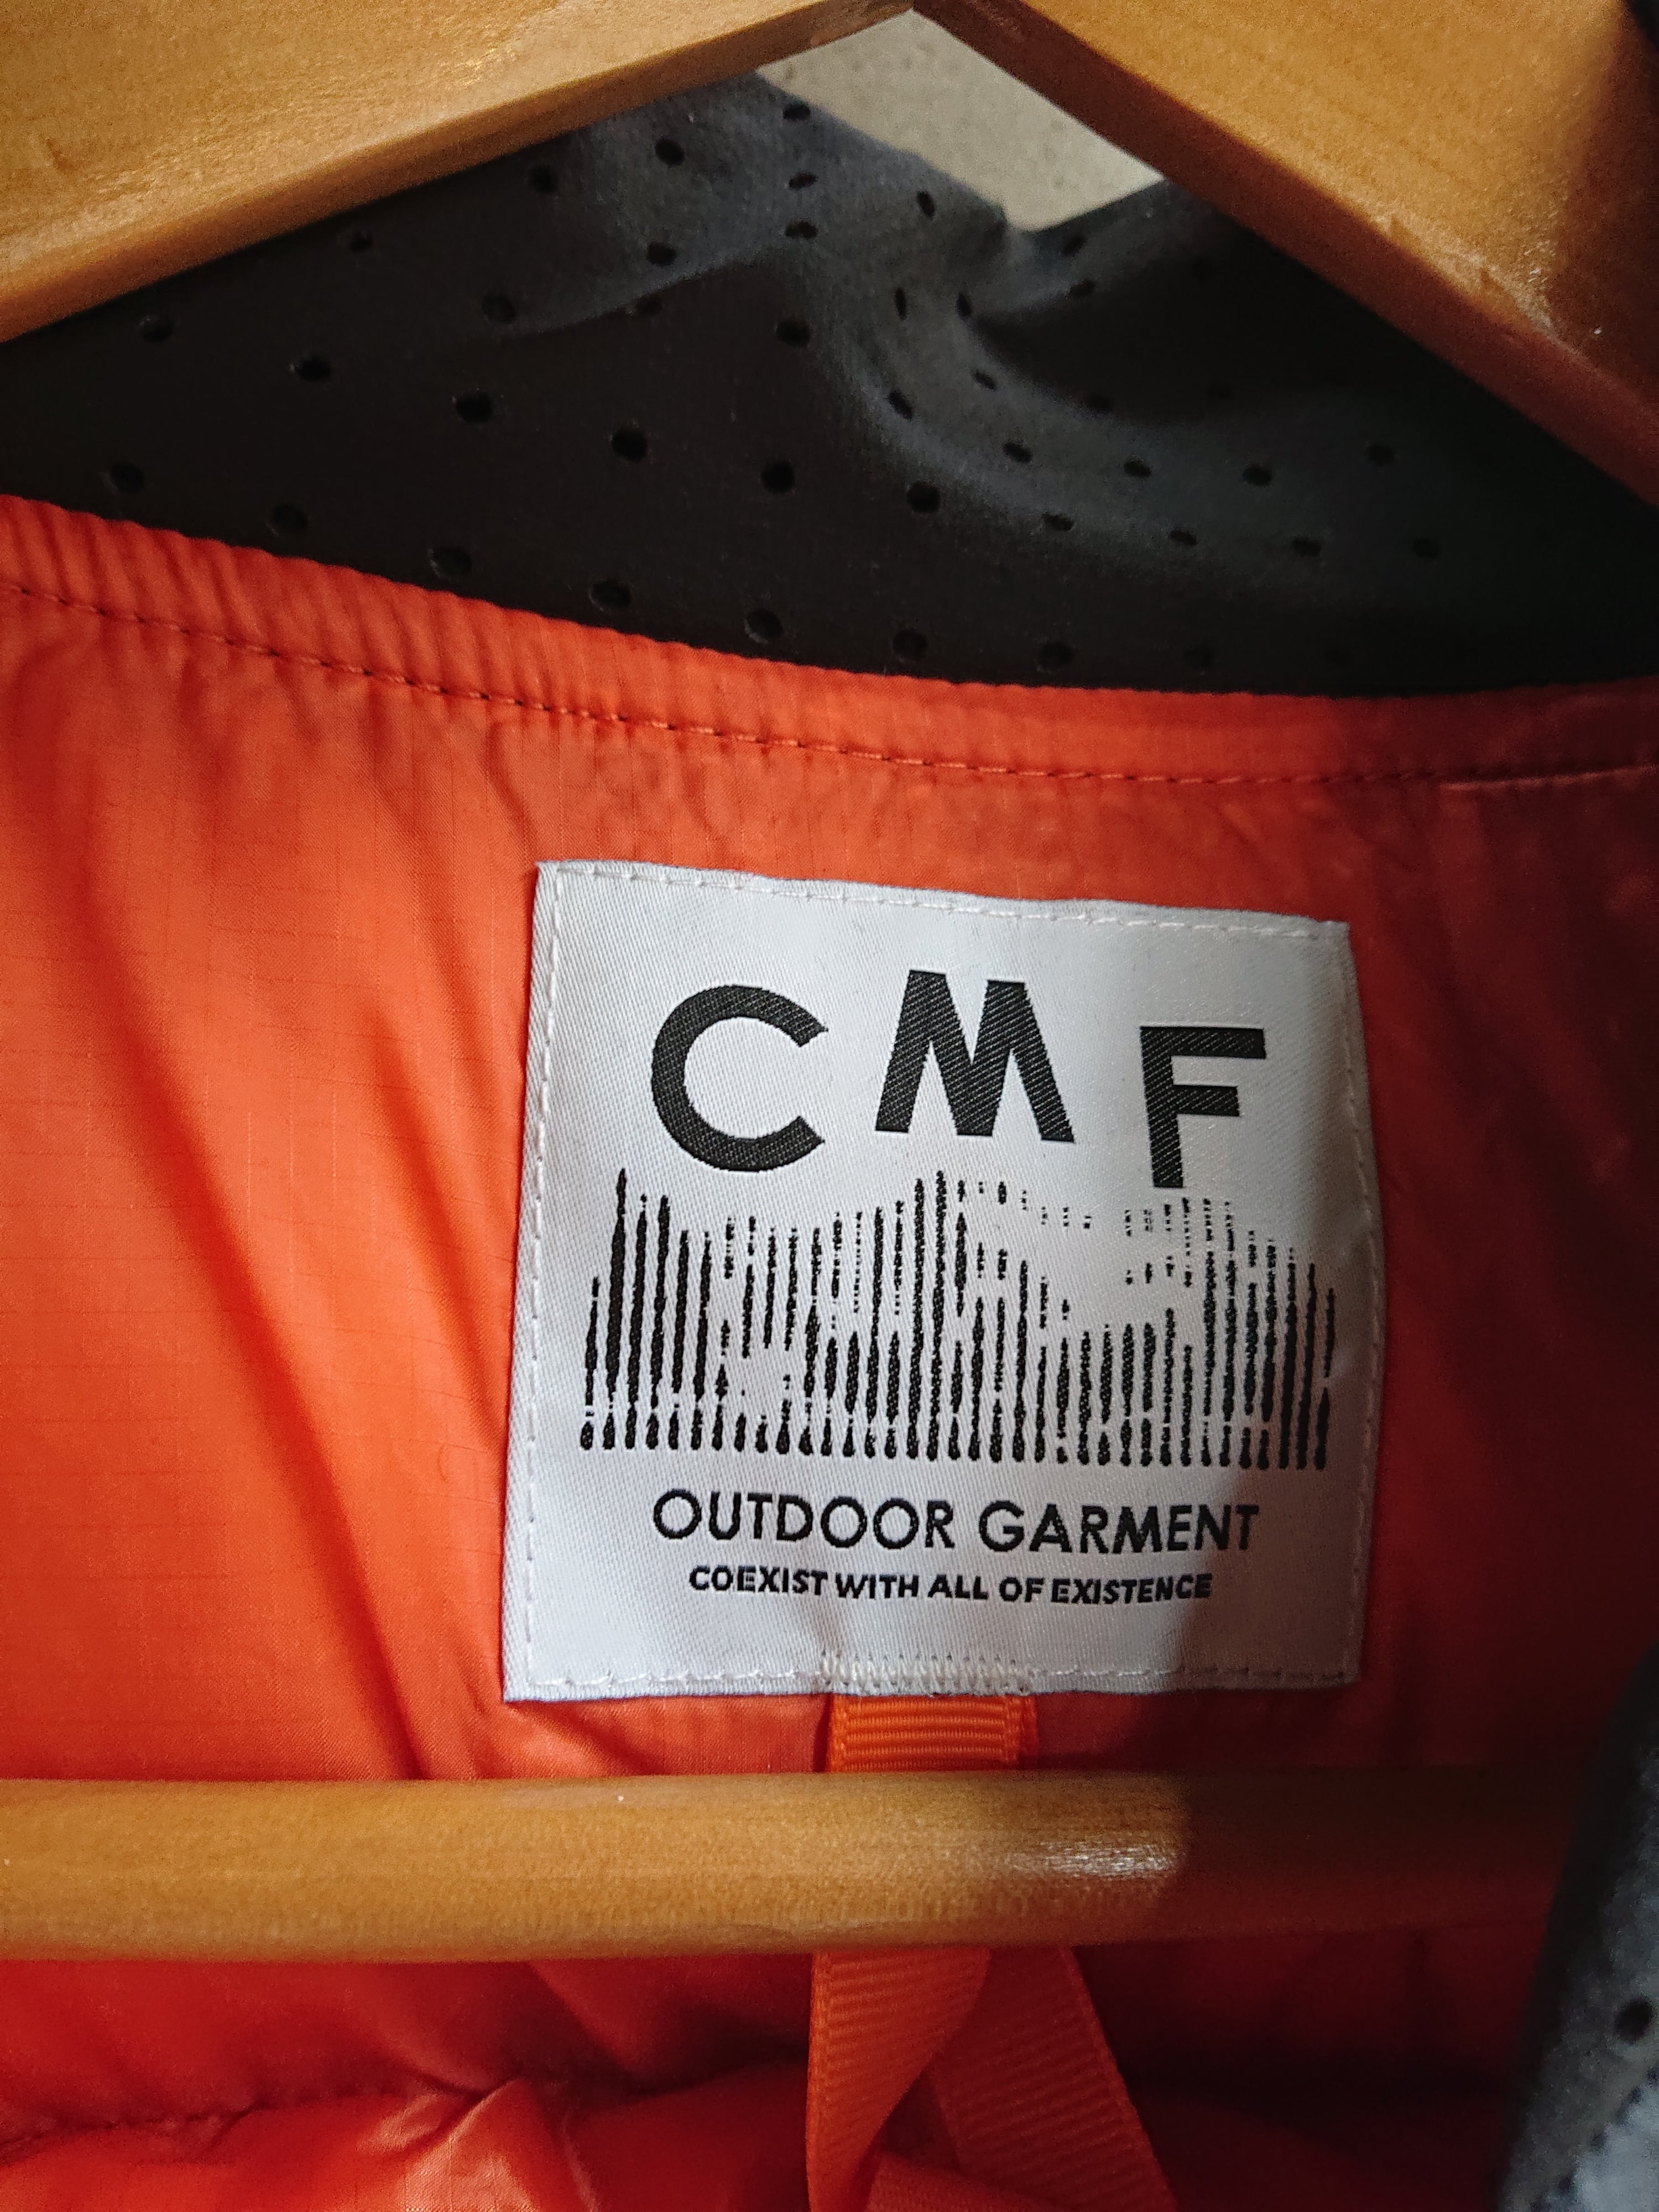 CMF
OUTDOOR GARMENT
COEXIST WITH ALL OF EXISTENCE